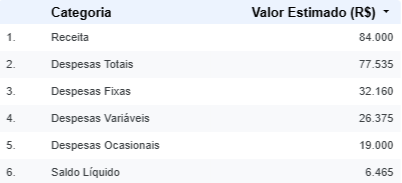 Categoria Valor Estimado (R$)
1. Receita 84.000
2. Despesas Totais 77.535
3. Despesas Fixas 32.160
4. Despesas Variáveis 26.375
5. Despesas Ocasionais 19.000
6. Saldo Líquido 6.465